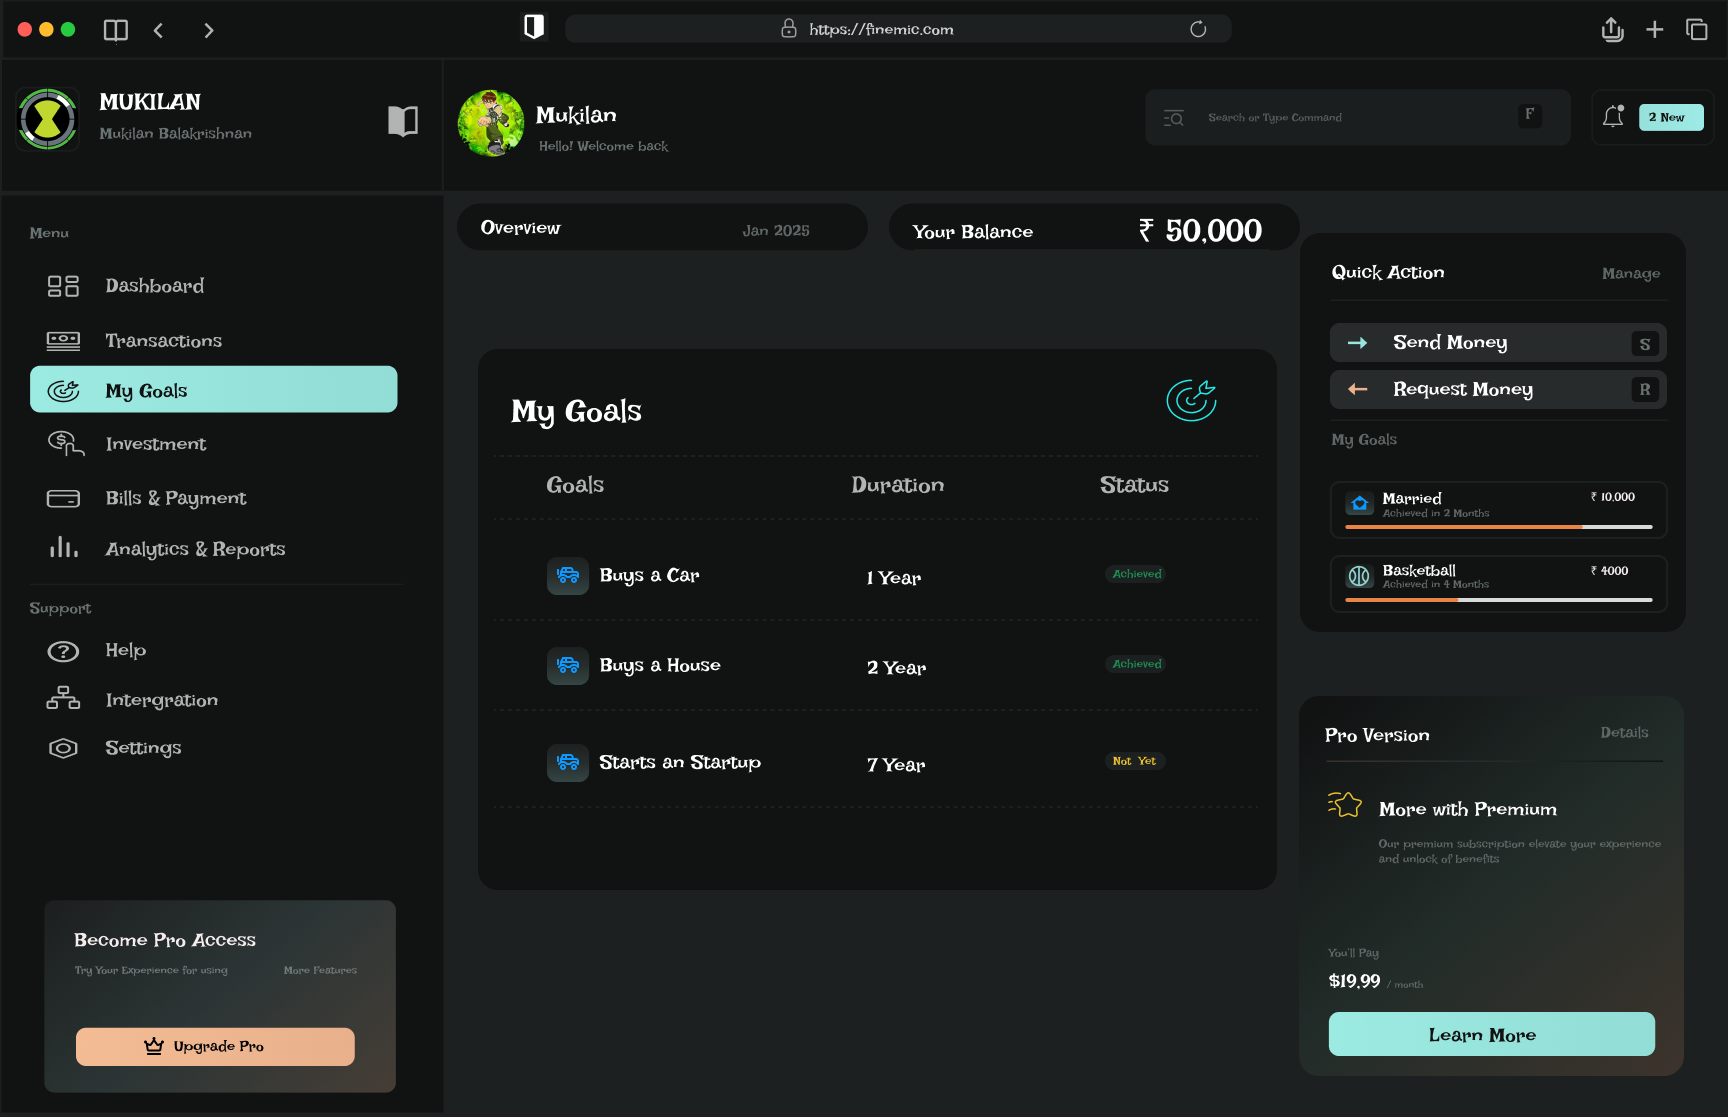 https://finemic.com
MUKILAN
Mukilan Balakrishnan
Mukilan
Hello! Welcome back
Search or Type Command
F
2 New
Menu
Dashboard
Transactions
My Goals
Investment
Bills & Payment
Analytics & Reports
Support
Help
Intergration
Settings
Become Pro Access
Try Your Experience for using
More Features
Upgrade Pro
Overview
Jan 2025
Your Balance
₹ 50,000
My Goals
Goals
Duration
Status
Buys a Car
1 Year
Achieved
Buys a House
2 Year
Achieved
Starts an Startup
7 Year
Not Yet
Quick Action
Manage
Send Money
S
Request Money
R
My Goals
Married
₹ 10,000
Achieved in 2 Months
Basketball
₹ 4000
Achieved in 4 Months
Pro Version
Details
More with Premium
Our premium subscription elevate your experience
and unlock of benefits
You'll Pay
$19,99 / month
Learn More